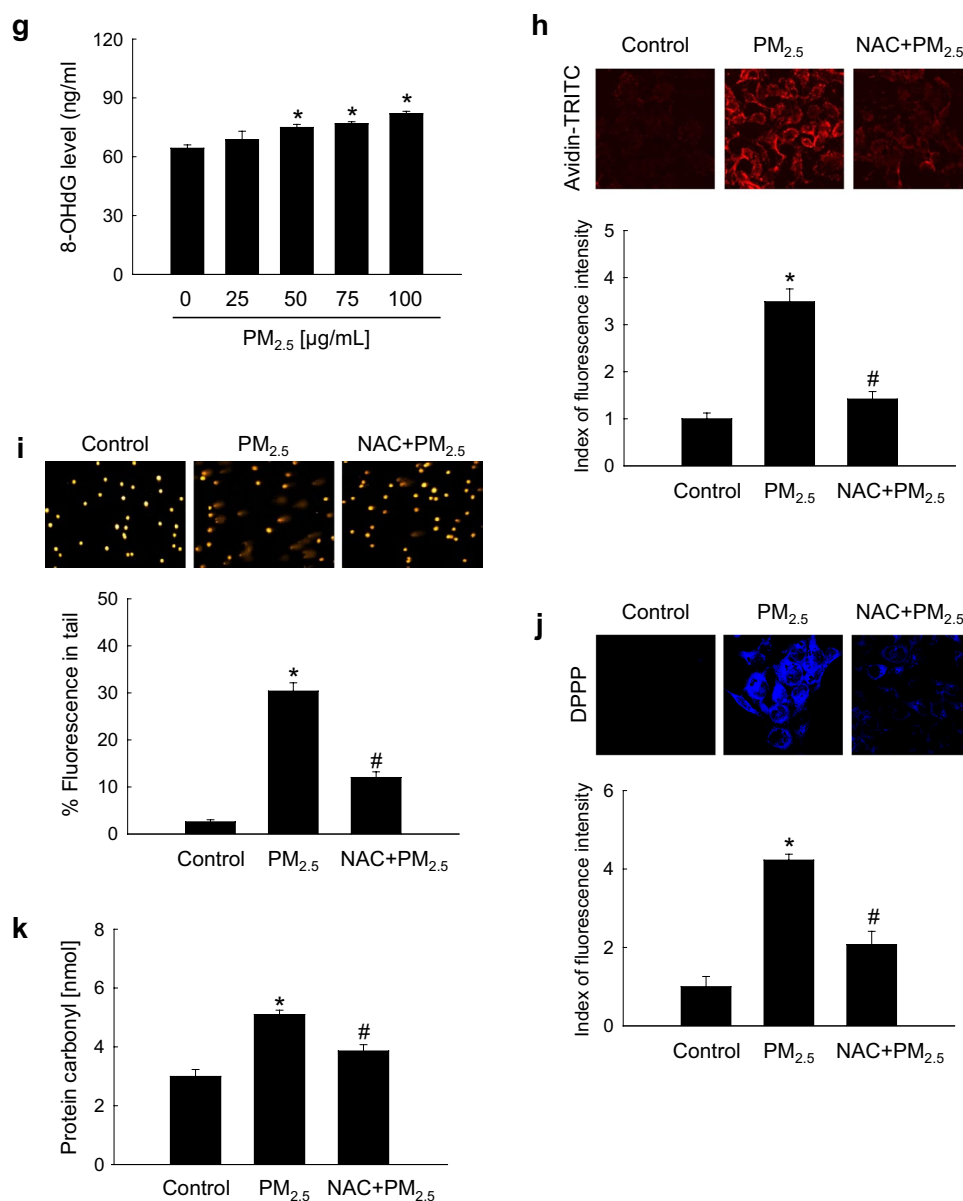 g
120
90
60
30
0
8-OHdG level (ng/ml)
* * *
0 25 50 75 100
PM2.5 [µg/mL]
h
Control PM2.5 NAC+PM2.5
Avidin-TRITC
5
4
3
2
1
0
Index of fluorescence intensity
*
#
Control PM2.5 NAC+PM2.5
i
Control PM2.5 NAC+PM2.5
50
40
30
20
10
0
% Fluorescence in tail
*
#
Control PM2.5 NAC+PM2.5
j
Control PM2.5 NAC+PM2.5
DPPP
6
4
2
0
Index of fluorescence intensity
*
#
Control PM2.5 NAC+PM2.5
k
8
6
4
2
0
Protein carbonyl [nmol]
*
#
Control PM2.5 NAC+PM2.5